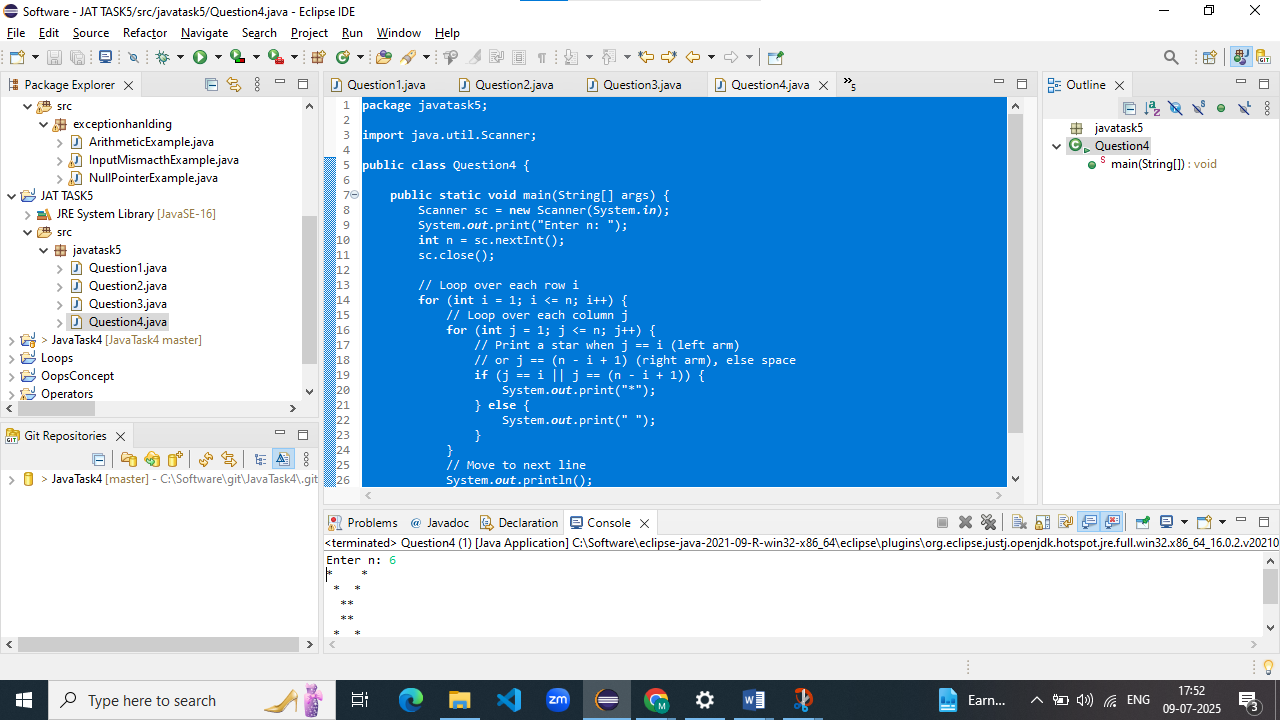 Software - JAT TASK5/src/javatask5/Question4.java - Eclipse IDE
File Edit Source Refactor Navigate Search Project Run Window Help
Package Explorer
src
exceptionhanlding
ArithmeticExample.java
InputMismacthExample.java
NullPointerExample.java
JAT TASK5
JRE System Library [JavaSE-16]
src
javatask5
Question1.java
Question2.java
Question3.java
Question4.java
> JavaTask4 [JavaTask4 master]
Loops
OopsConcept
Operators
Git Repositories
> JavaTask4 [master] - C:\Software\git\JavaTask4\.git
Question1.java Question2.java Question3.java Question4.java »5
1 package javatask5;
2
3 import java.util.Scanner;
4
5 public class Question4 {
6
7     public static void main(String[] args) {
8         Scanner sc = new Scanner(System.in);
9         System.out.print("Enter n: ");
10         int n = sc.nextInt();
11         sc.close();
12
13         // Loop over each row i
14         for (int i = 1; i <= n; i++) {
15             // Loop over each column j
16             for (int j = 1; j <= n; j++) {
17                 // Print a star when j == i (left arm)
18                 // or j == (n - i + 1) (right arm), else space
19                 if (j == i || j == (n - i + 1)) {
20                     System.out.print("*");
21                 } else {
22                     System.out.print(" ");
23                 }
24             }
25             // Move to next line
26             System.out.println();
Outline
javatask5
Question4
main(String[]) : void
Problems @ Javadoc Declaration Console
<terminated> Question4 (1) [Java Application] C:\Software\eclipse-java-2021-09-R-win32-x86_64\eclipse\plugins\org.eclipse.justj.openjdk.hotspot.jre.full.win32.x86_64_16.0.2.v20210
Enter n: 6
*    *
 *  *
  **
  **
 *  *
Type here to search
zm
Earn...
ENG
17:52
09-07-2025
3